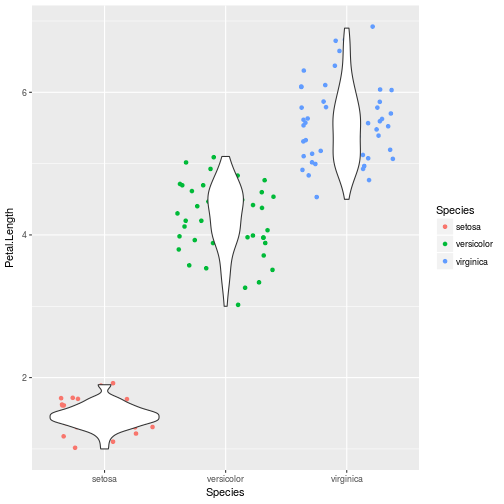 6
4
2
Petal.Length
setosa versicolor virginica
Species
Species
setosa
versicolor
virginica